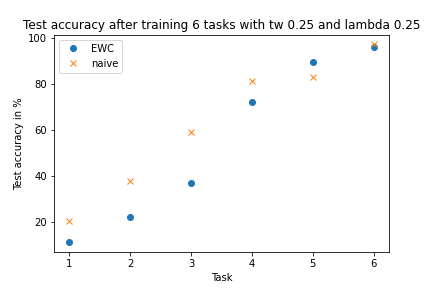 Test accuracy after training 6 tasks with tw 0.25 and lambda 0.25
EWC
naive
100
80
60
40
20
Test accuracy in %
1 2 3 4 5 6
Task